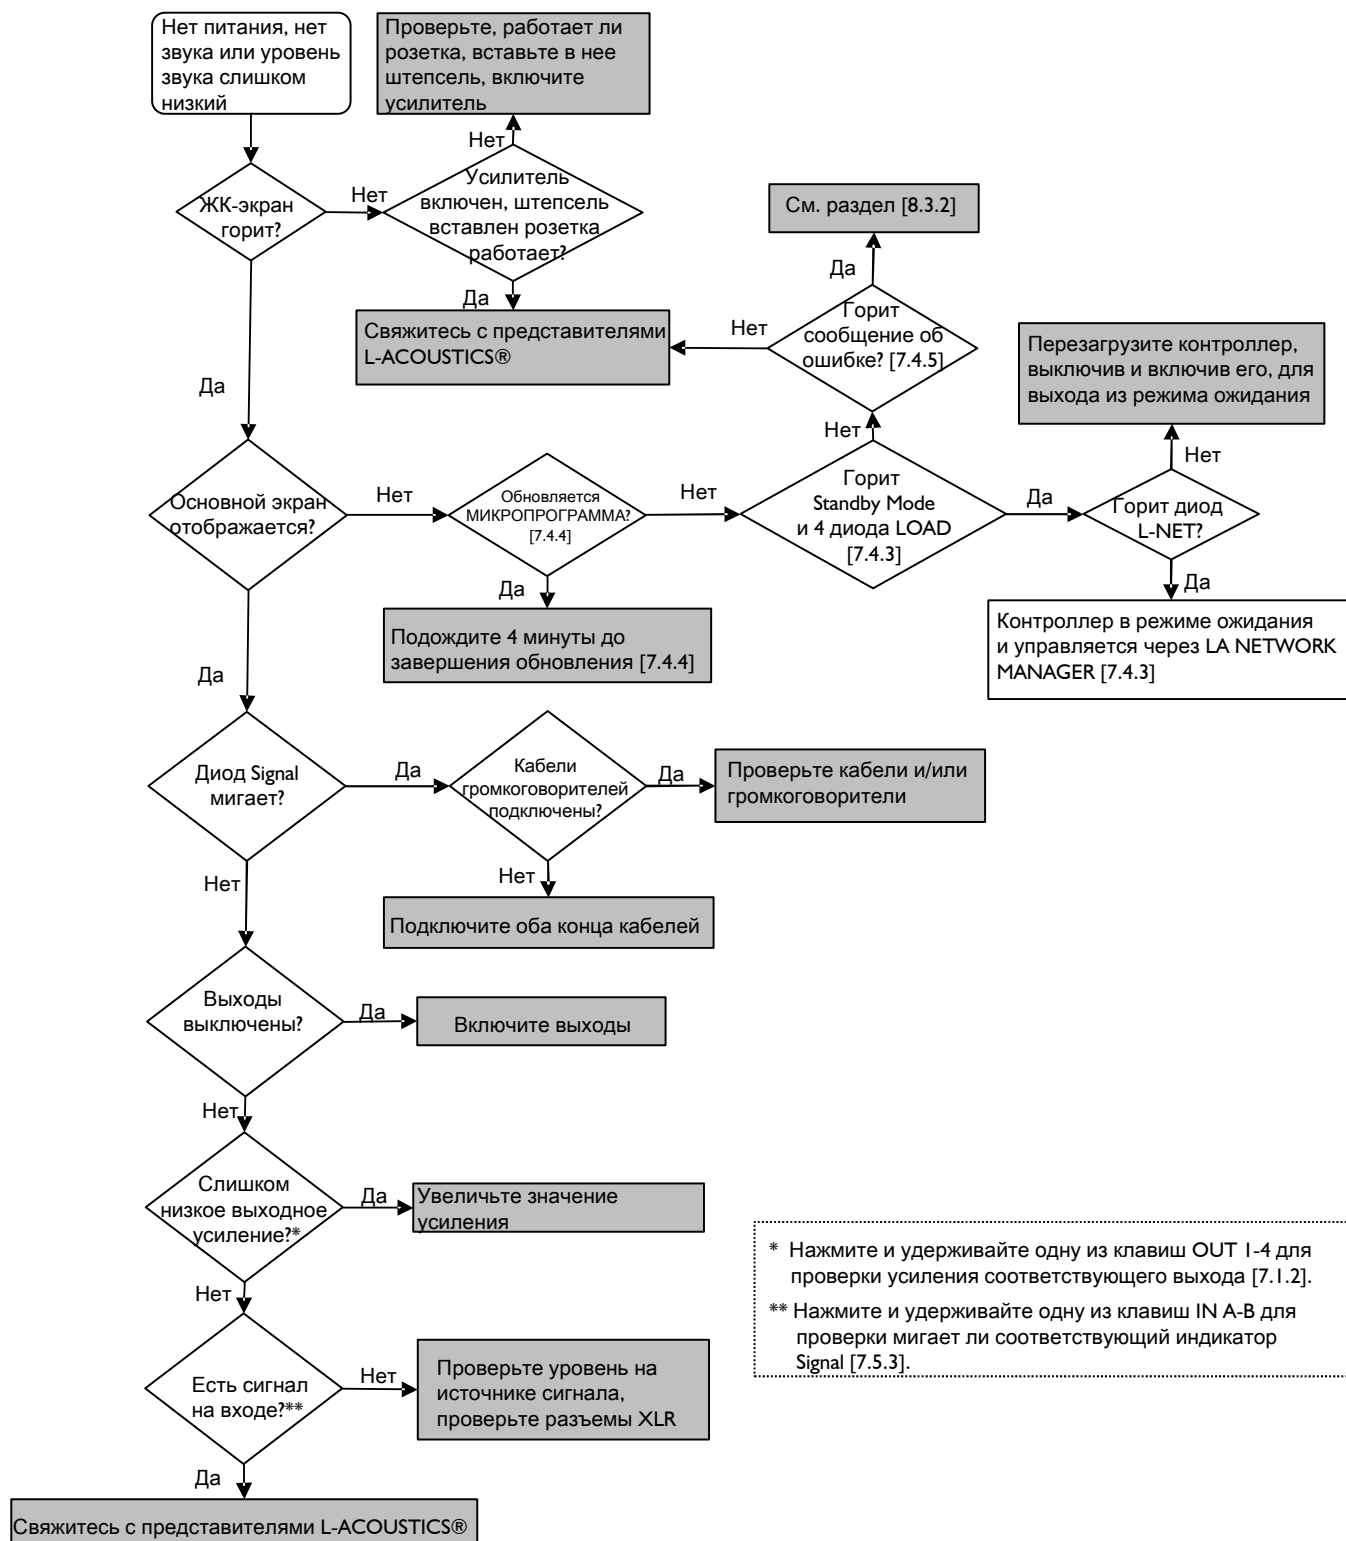 Нет питания, нет
звука или уровень
звука слишком
низкий
Проверьте, работает ли
розетка, вставьте в нее
штепсель, включите
усилитель
Нет
ЖК-экран
горит?
Нет
Усилитель
включен, штепсель
вставлен розетка
работает?
Да
Свяжитесь с представителями
L-ACOUSTICS®
См. раздел [8.3.2]
Да
Горит
сообщение об
ошибке? [7.4.5]
Нет
Перезагрузите контроллер,
выключив и включив его, для
выхода из режима ожидания
Да
Нет
Нет
Основной экран
отображается?
Нет
Обновляется
МИКРОПРОГРАММА?
[7.4.4]
Нет
Горит
Standby Mode
и 4 диода LOAD
[7.4.3]
Да
Горит диод
L-NET?
Да
Да
Подождите 4 минуты до
завершения обновления [7.4.4]
Контроллер в режиме ожидания
и управляется через LA NETWORK
MANAGER [7.4.3]
Да
Диод Signal
мигает?
Да
Кабели
громкоговорителей
подключены?
Да
Проверьте кабели и/или
громкоговорители
Нет
Нет
Подключите оба конца кабелей
Выходы
выключены?
Да
Включите выходы
Нет
Слишком
низкое выходное
усиление?*
Да
Увеличьте значение
усиления
* Нажмите и удерживайте одну из клавиш OUT 1-4 для
проверки усиления соответствующего выхода [7.1.2].
** Нажмите и удерживайте одну из клавиш IN A-B для
проверки мигает ли соответствующий индикатор
Signal [7.5.3].
Нет
Есть сигнал
на входе?**
Нет
Проверьте уровень на
источнике сигнала,
проверьте разъемы XLR
Да
Свяжитесь с представителями L-ACOUSTICS®